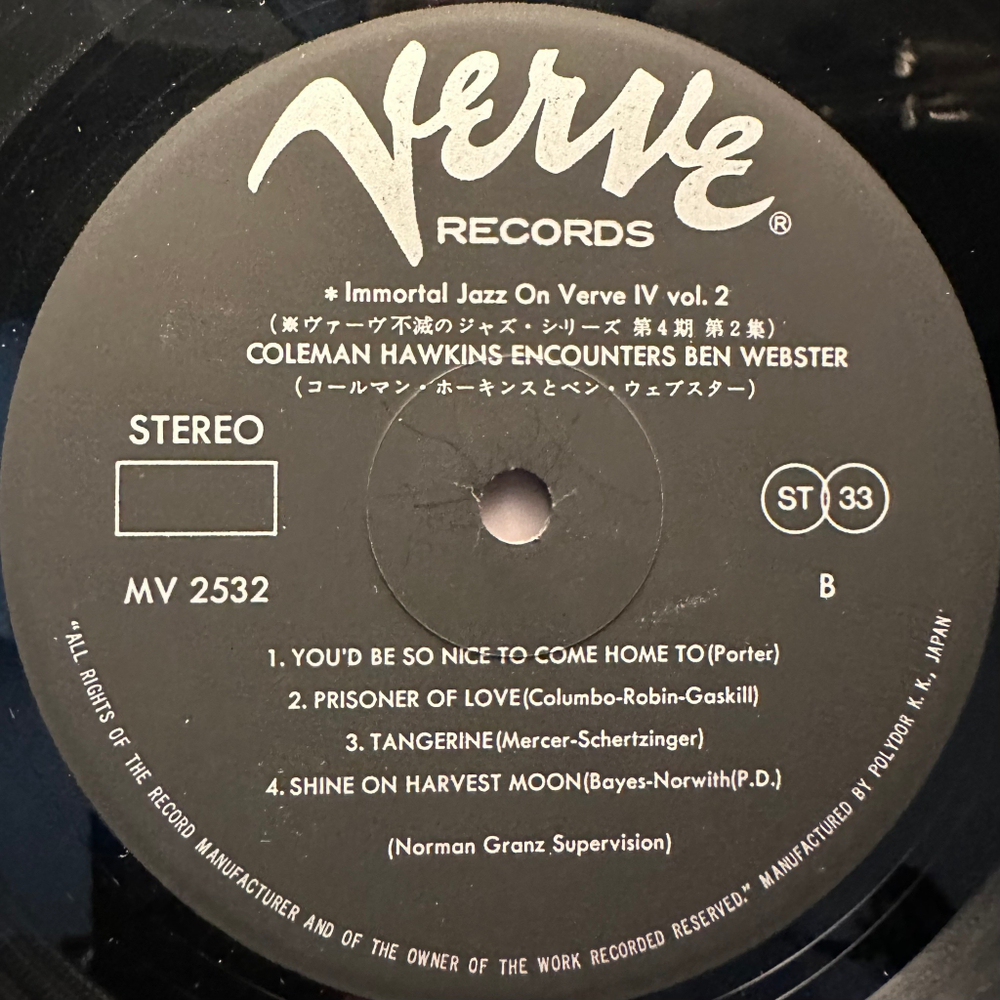 Verve
RECORDS ®
* Immortal Jazz On Verve IV vol. 2
(※ヴァーヴ不滅のジャズ・シリーズ 第4期 第2集)
COLEMAN HAWKINS ENCOUNTERS BEN WEBSTER
(コールマン・ホーキンスとベン・ウェブスター)
STEREO
ST 33
MV 2532
B
1. YOU'D BE SO NICE TO COME HOME TO (Porter)
2. PRISONER OF LOVE (Columbo-Robin-Gaskill)
3. TANGERINE (Mercer-Schertzinger)
4. SHINE ON HARVEST MOON (Bayes-Norwith(P.D.)
(Norman Granz Supervision)
"ALL RIGHTS OF THE RECORD MANUFACTURER AND OF THE OWNER OF THE WORK RECORDED RESERVED." MANUFACTURED BY POLYDOR K. K., JAPAN